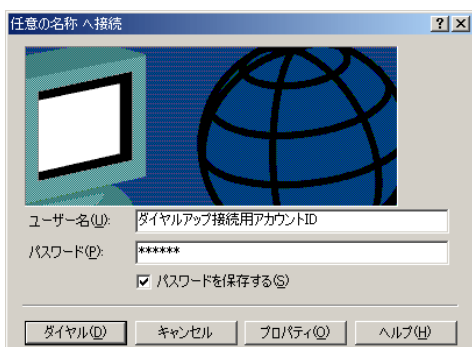 任意の名称 へ接続
ユーザー名(U):
ダイヤルアップ接続用アカウントID
パスワード(P):
******
パスワードを保存する(S)
ダイヤル(D) キャンセル プロパティ(O) ヘルプ(H)